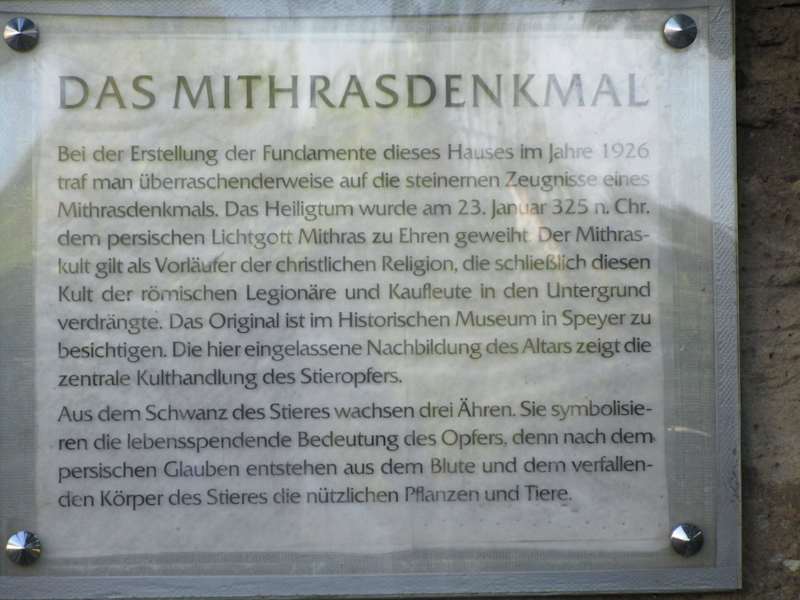 DAS MITHRASDENKMAL
Bei der Erstellung der Fundamente dieses Hauses im Jahre 1926
traf man überraschenderweise auf die steinernen Zeugnisse eines
Mithrasdenkmals. Das Heiligtum wurde am 23. Januar 325 n. Chr.
dem persischen Lichtgott Mithras zu Ehren geweiht. Der Mithras-
kult gilt als Vorläufer der christlichen Religion, die schließlich diesen
Kult der römischen Legionäre und Kaufleute in den Untergrund
verdrängte. Das Original ist im Historischen Museum in Speyer zu
besichtigen. Die hier eingelassene Nachbildung des Altars zeigt die
zentrale Kulthandlung des Stieropfers.
Aus dem Schwanz des Stieres wachsen drei Ähren. Sie symbolisie-
ren die lebensspendende Bedeutung des Opfers, denn nach dem
persischen Glauben entstehen aus dem Blute und dem verfallen-
den Körper des Stieres die nützlichen Pflanzen und Tiere.